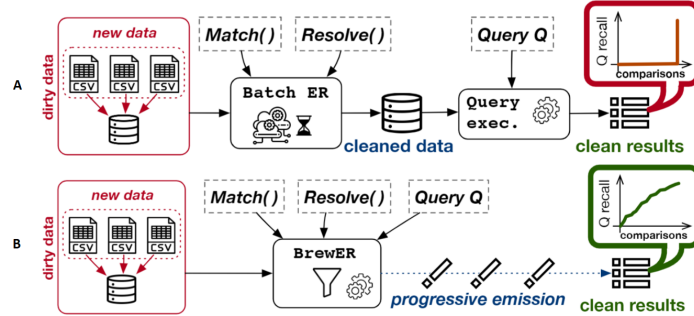 A
dirty data
new data
CSV
CSV
CSV
Match()
Resolve()
Batch ER
cleaned data
Query Q
Query
exec.
clean results
Q recall
comparisons
B
dirty data
new data
CSV
CSV
CSV
Match()
Resolve()
Query Q
BrewER
progressive emission
clean results
Q recall
comparisons